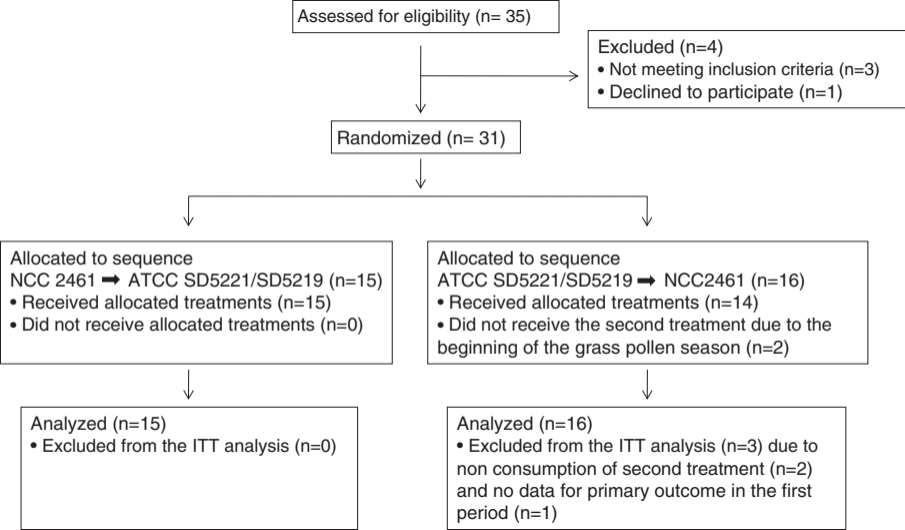 Assessed for eligibility (n= 35)
Excluded (n=4)
• Not meeting inclusion criteria (n=3)
• Declined to participate (n=1)
Randomized (n= 31)
Allocated to sequence
NCC 2461 ➡ ATCC SD5221/SD5219 (n=15)
• Received allocated treatments (n=15)
• Did not receive allocated treatments (n=0)
Allocated to sequence
ATCC SD5221/SD5219 ➡ NCC2461 (n=16)
• Received allocated treatments (n=14)
• Did not receive the second treatment due to the
beginning of the grass pollen season (n=2)
Analyzed (n=15)
• Excluded from the ITT analysis (n=0)
Analyzed (n=16)
• Excluded from the ITT analysis (n=3) due to
non consumption of second treatment (n=2)
and no data for primary outcome in the first
period (n=1)